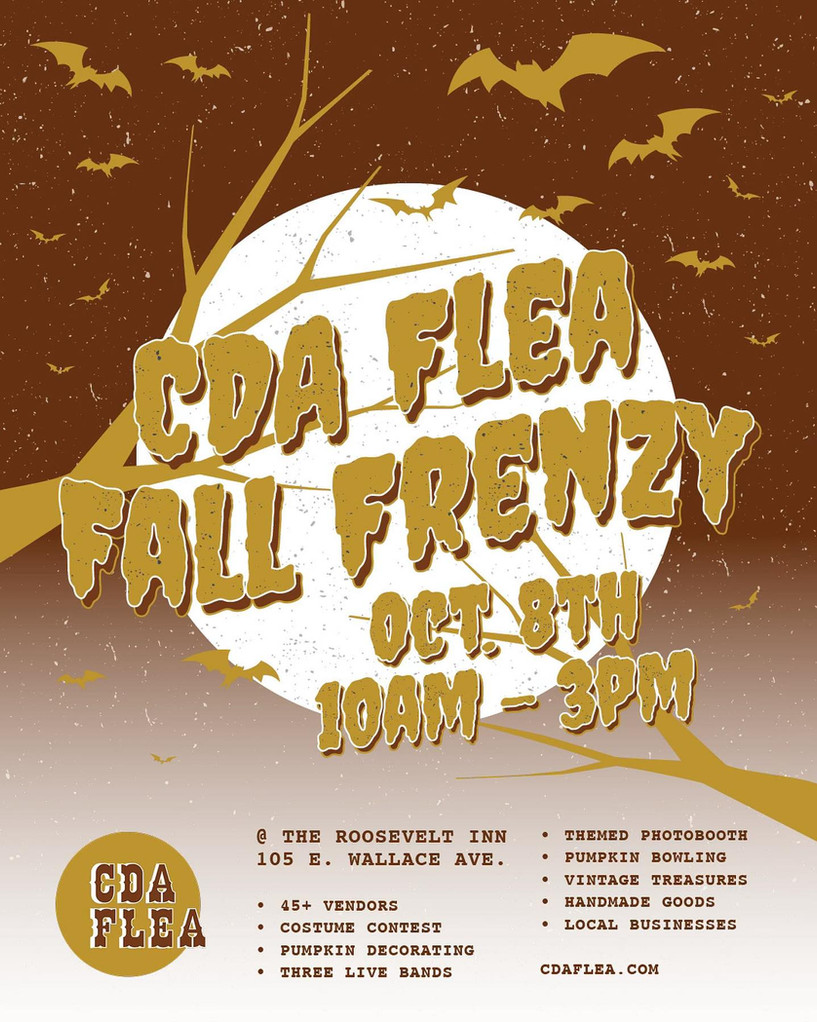 CDA FLEA
FALL FRENZY
OCT. 8TH
10AM – 3PM
CDA
FLEA
@ THE ROOSEVELT INN
105 E. WALLACE AVE.
• 45+ VENDORS
• COSTUME CONTEST
• PUMPKIN DECORATING
• THREE LIVE BANDS
• THEMED PHOTOBOOTH
• PUMPKIN BOWLING
• VINTAGE TREASURES
• HANDMADE GOODS
• LOCAL BUSINESSES
CDAFLEA.COM